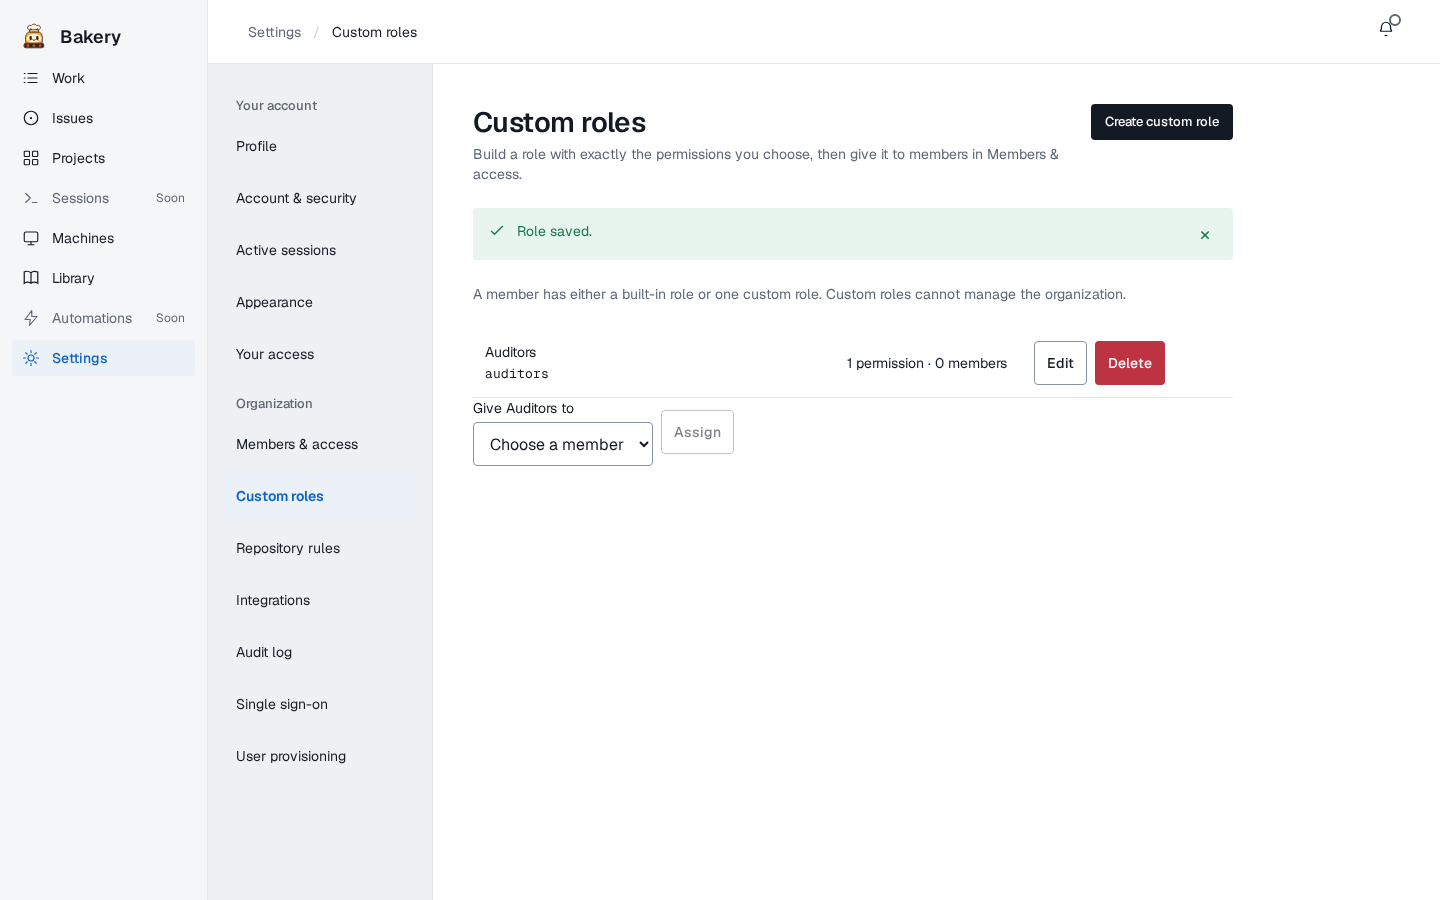 Bakery
Work
Issues
Projects
Sessions Soon
Machines
Library
Automations Soon
Settings
Settings / Custom roles
Your account
Profile
Account & security
Active sessions
Appearance
Your access
Organization
Members & access
Custom roles
Repository rules
Integrations
Audit log
Single sign-on
User provisioning
Custom roles
Create custom role
Build a role with exactly the permissions you choose, then give it to members in Members &
access.
Role saved.
A member has either a built-in role or one custom role. Custom roles cannot manage the organization.
Auditors
auditors
1 permission · 0 members
Edit
Delete
Give Auditors to
Choose a member
Assign